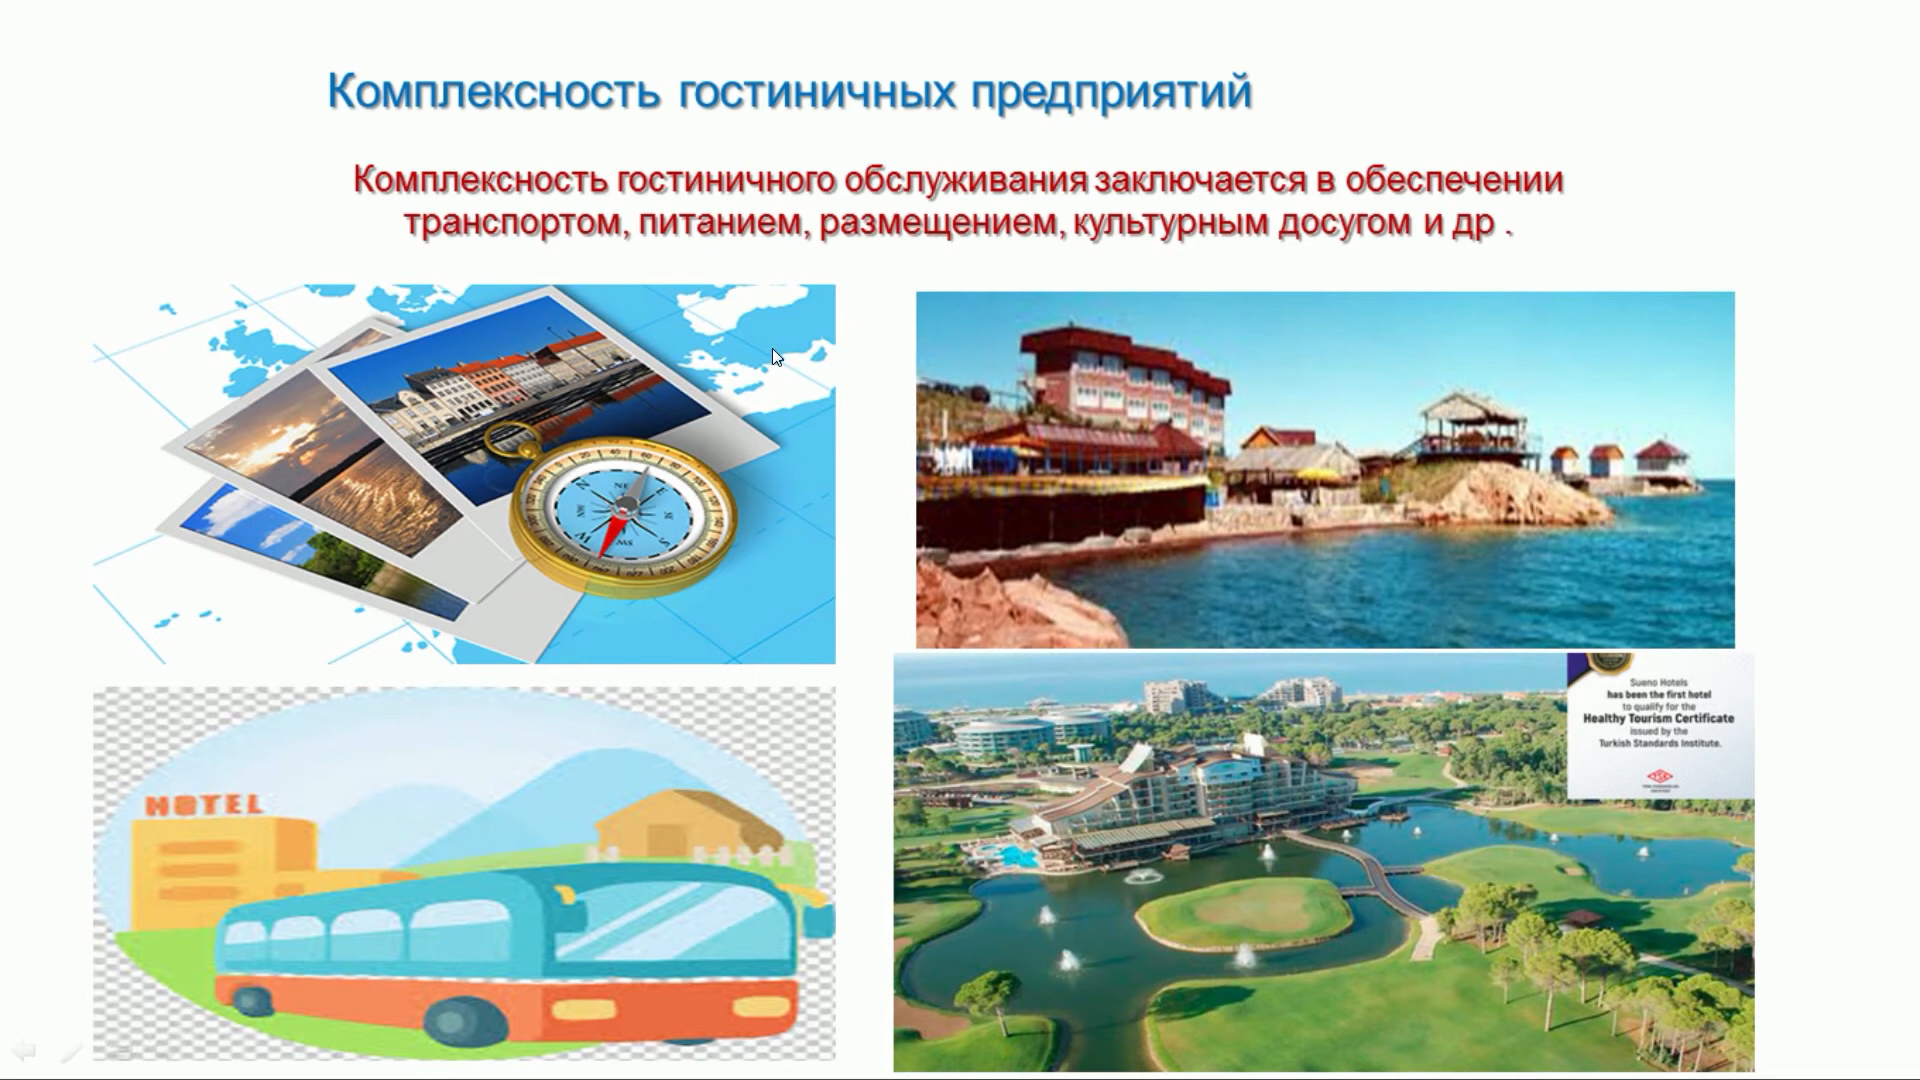 Комплексность гостиничных предприятий
Комплексность гостиничного обслуживания заключается в обеспечении
транспортом, питанием, размещением, культурным досугом и др .
HOTEL
Sueno Hotels
has been the first hotel
to qualify for the
Healthy Tourism Certificate
issued by the
Turkish Standards Institute.